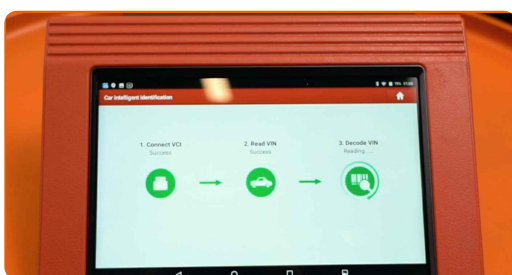 Car intelligent identification
1. Connect VCI
Success
2. Read VIN
Success
3. Decode VIN
Reading.....